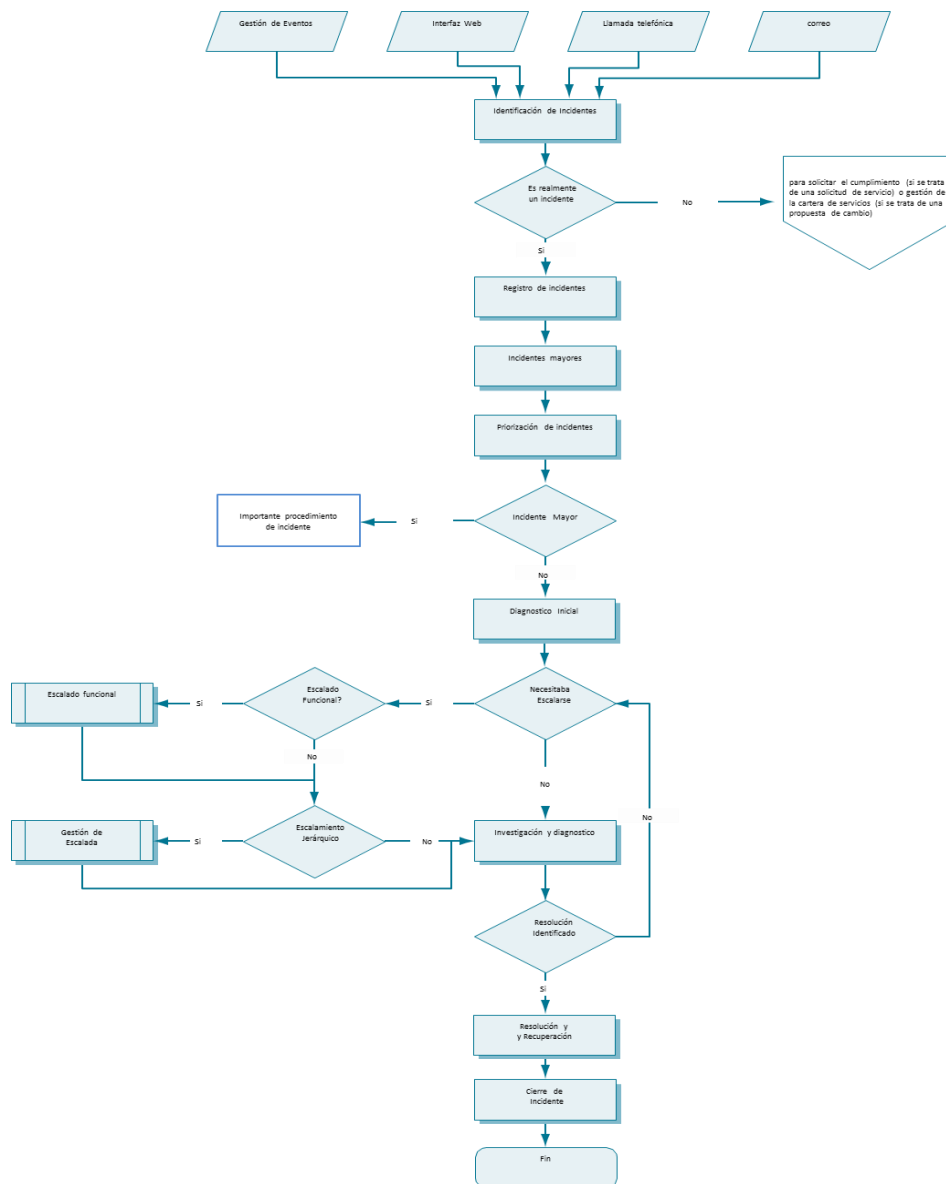 Gestión de Eventos
Interfaz Web
Llamada telefónica
correo
Identificación de Incidentes
Es realmente
un incidente
No
para solicitar el cumplimiento (si se trata
de una solicitud de servicio) o gestión de
la cartera de servicios (si se trata de una
propuesta de cambio)
Si
Registro de incidentes
Incidentes mayores
Priorización de incidentes
Importante procedimiento
de incidente
Si
Incidente Mayor
No
Diagnostico Inicial
Escalado funcional
Si
Escalado
Funcional?
Si
Necesitaba
Escalarse
No
No
No
Gestión de
Escalada
Si
Escalamiento
Jerárquico
No
Investigación y diagnostico
Resolución
Identificado
Si
Resolución y
y Recuperación
Cierre de
Incidente
Fin